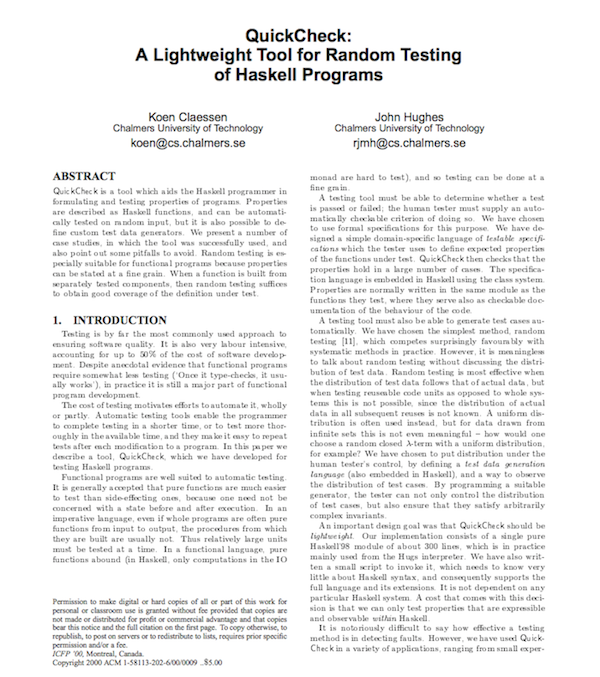 QuickCheck:
A Lightweight Tool for Random Testing
of Haskell Programs
Koen Claessen
Chalmers University of Technology
koen@cs.chalmers.se
John Hughes
Chalmers University of Technology
rjmh@cs.chalmers.se
ABSTRACT
QuickCheck is a tool which aids the Haskell programmer in
formulating and testing properties of programs. Properties
are described as Haskell functions, and can be automati-
cally tested on random input, but it is also possible to de-
fine custom test data generators. We present a number of
case studies, in which the tool was successfully used, and
also point out some pitfalls to avoid. Random testing is es-
pecially suitable for functional programs because properties
can be stated at a fine grain. When a function is built from
separately tested components, then random testing suffices
to obtain good coverage of the definition under test.
1. INTRODUCTION
Testing is by far the most commonly used approach to
ensuring software quality. It is also very labour intensive,
accounting for up to 50% of the cost of software develop-
ment. Despite anecdotal evidence that functional programs
require somewhat less testing ('Once it type-checks, it usu-
ally works'), in practice it is still a major part of functional
program development.
The cost of testing motivates efforts to automate it, wholly
or partly. Automatic testing tools enable the programmer
to complete testing in a shorter time, or to test more thor-
oughly in the available time, and they make it easy to repeat
tests after each modification to a program. In this paper we
describe a tool, QuickCheck, which we have developed for
testing Haskell programs.
Functional programs are well suited to automatic testing.
It is generally accepted that pure functions are much easier
to test than side-effecting ones, because one need not be
concerned with a state before and after execution. In an
imperative language, even if whole programs are often pure
functions from input to output, the procedures from which
they are built are usually not. Thus relatively large units
must be tested at a time. In a functional language, pure
functions abound (in Haskell, only computations in the IO
Permission to make digital or hard copies of all or part of this work for
personal or classroom use is granted without fee provided that copies are
not made or distributed for profit or commercial advantage and that copies
bear this notice and the full citation on the first page. To copy otherwise, to
republish, to post on servers or to redistribute to lists, requires prior specific
permission and/or a fee.
ICFP '00, Montreal, Canada.
Copyright 2000 ACM 1-58113-202-6/00/0009 ..$5.00
monad are hard to test), and so testing can be done at a
fine grain.
A testing tool must be able to determine whether a test
is passed or failed; the human tester must supply an auto-
matically checkable criterion of doing so. We have chosen
to use formal specifications for this purpose. We have de-
signed a simple domain-specific language of testable specifi-
cations which the tester uses to define expected properties
of the functions under test. QuickCheck then checks that the
properties hold in a large number of cases. The specifica-
tion language is embedded in Haskell using the class system.
Properties are normally written in the same module as the
functions they test, where they serve also as checkable doc-
umentation of the behaviour of the code.
A testing tool must also be able to generate test cases au-
tomatically. We have chosen the simplest method, random
testing [11], which competes surprisingly favourably with
systematic methods in practice. However, it is meaningless
to talk about random testing without discussing the distri-
bution of test data. Random testing is most effective when
the distribution of test data follows that of actual data, but
when testing reuseable code units as opposed to whole sys-
tems this is not possible, since the distribution of actual
data in all subsequent reuses is not known. A uniform dis-
tribution is often used instead, but for data drawn from
infinite sets this is not even meaningful – how would one
choose a random closed λ-term with a uniform distribution,
for example? We have chosen to put distribution under the
human tester's control, by defining a test data generation
language (also embedded in Haskell), and a way to observe
the distribution of test cases. By programming a suitable
generator, the tester can not only control the distribution
of test cases, but also ensure that they satisfy arbitrarily
complex invariants.
An important design goal was that QuickCheck should be
lightweight. Our implementation consists of a single pure
Haskell'98 module of about 300 lines, which is in practice
mainly used from the Hugs interpreter. We have also writ-
ten a small script to invoke it, which needs to know very
little about Haskell syntax, and consequently supports the
full language and its extensions. It is not dependent on any
particular Haskell system. A cost that comes with this deci-
sion is that we can only test properties that are expressible
and observable within Haskell.
It is notoriously difficult to say how effective a testing
method is in detecting faults. However, we have used Quick-
Check in a variety of applications, ranging from small exper-